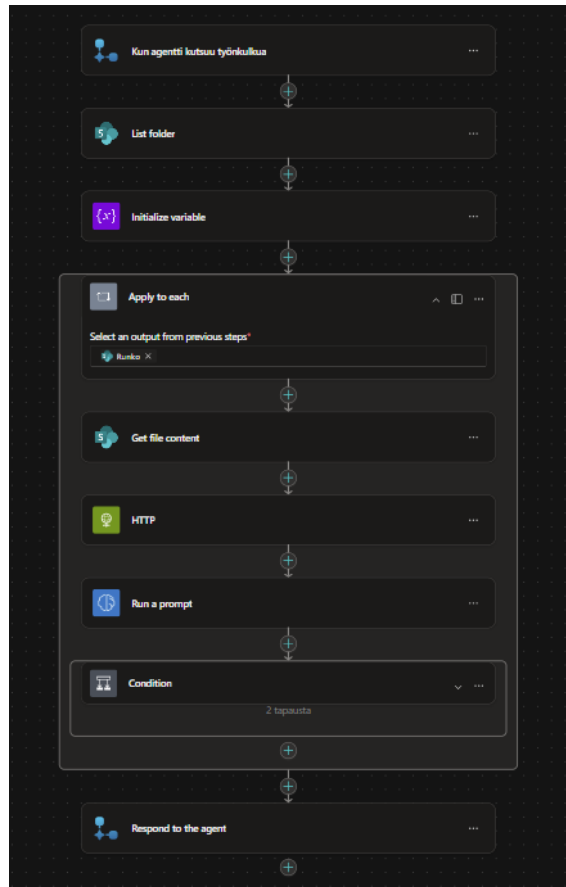 Kun agentti kutsuu työnkulkua
List folder
Initialize variable
Apply to each
Select an output from previous steps*
Runko
Get file content
HTTP
Run a prompt
Condition
2 tapausta
Respond to the agent